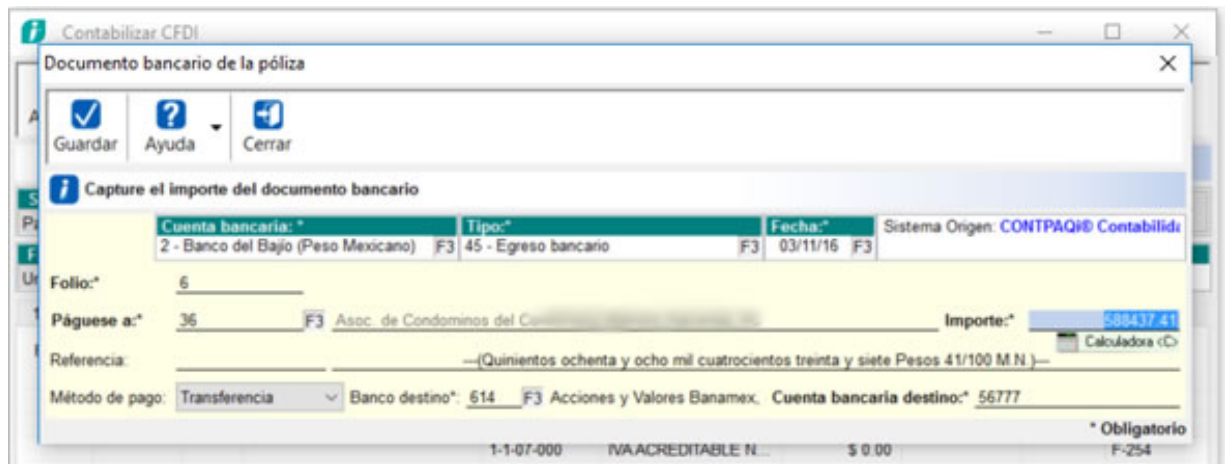 Contabilizar CFDI
Documento bancario de la póliza
Guardar Ayuda Cerrar
Capture el importe del documento bancario
Cuenta bancaria: * Tipo:* Fecha:* Sistema Origen: CONTPAQi® Contabilida
2 - Banco del Bajío (Peso Mexicano) F3 45 - Egreso bancario F3 03/11/16 F3
Folio:* 6
Páguese a:* 36 F3 Asoc. de Condominos del Importe:* 588437.41
Calculadora <C>
Referencia: ---(Quinientos ochenta y ocho mil cuatrocientos treinta y siete Pesos 41/100 M.N.)---
Método de pago: Transferencia Banco destino*: 614 F3 Acciones y Valores Banamex, Cuenta bancaria destino:* 56777
* Obligatorio
1-1-07-000 IVA ACREDITABLE N... $ 0.00 F-254